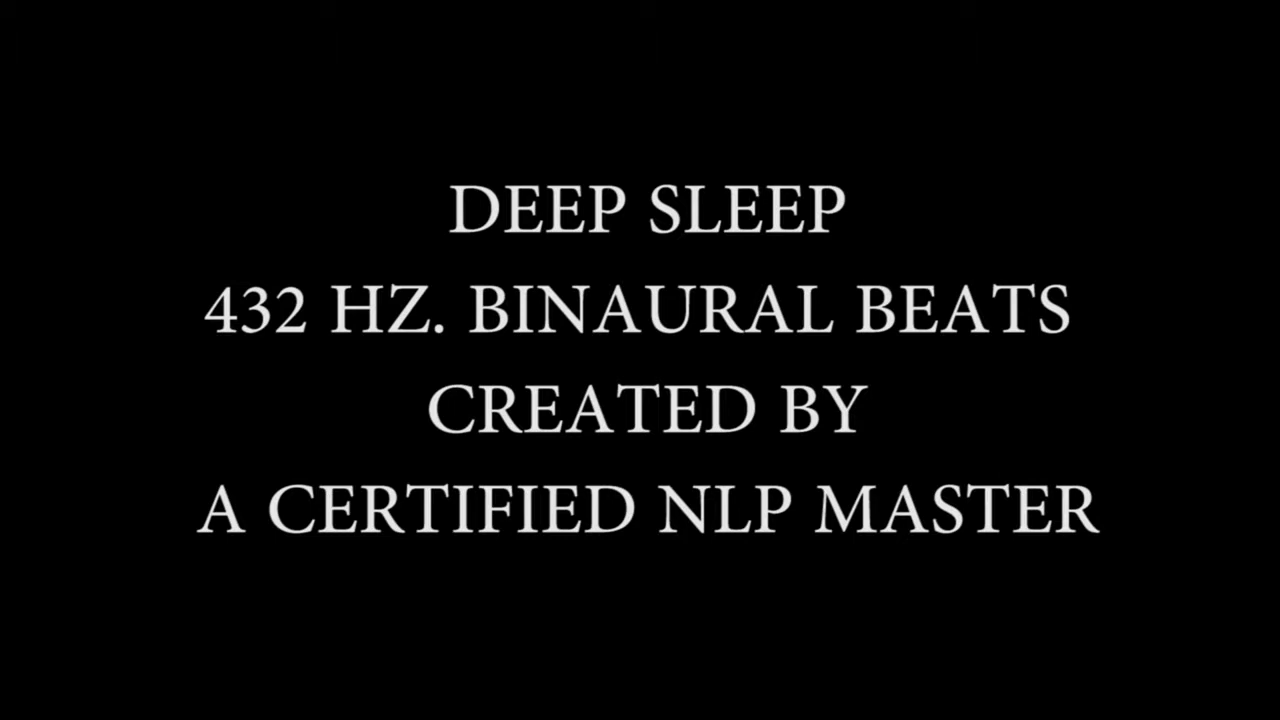 DEEP SLEEP
432 HZ. BINAURAL BEATS
CREATED BY
A CERTIFIED NLP MASTER